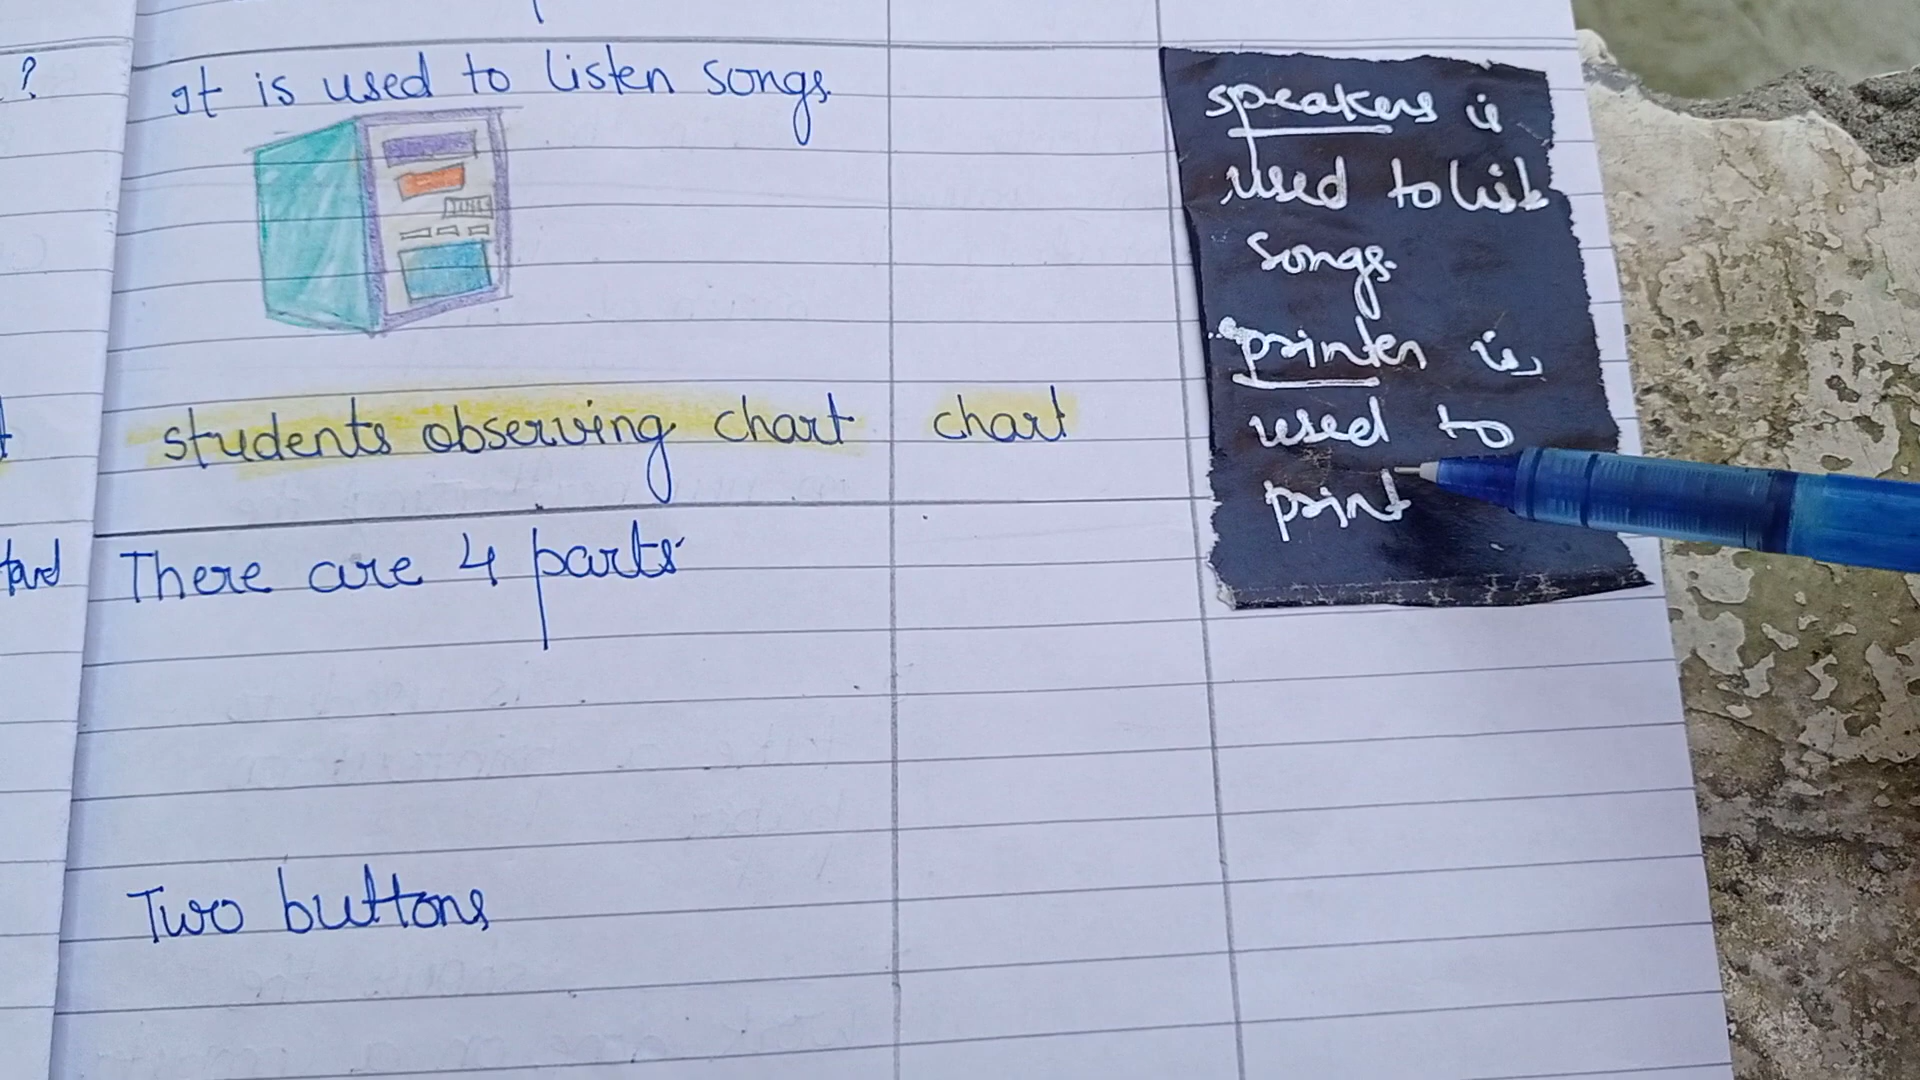 ?
It is used to listen songs.
students observing chart
chart
There are 4 parts
Two buttons
speakers is
used to list
songs.
printer is
used to
print